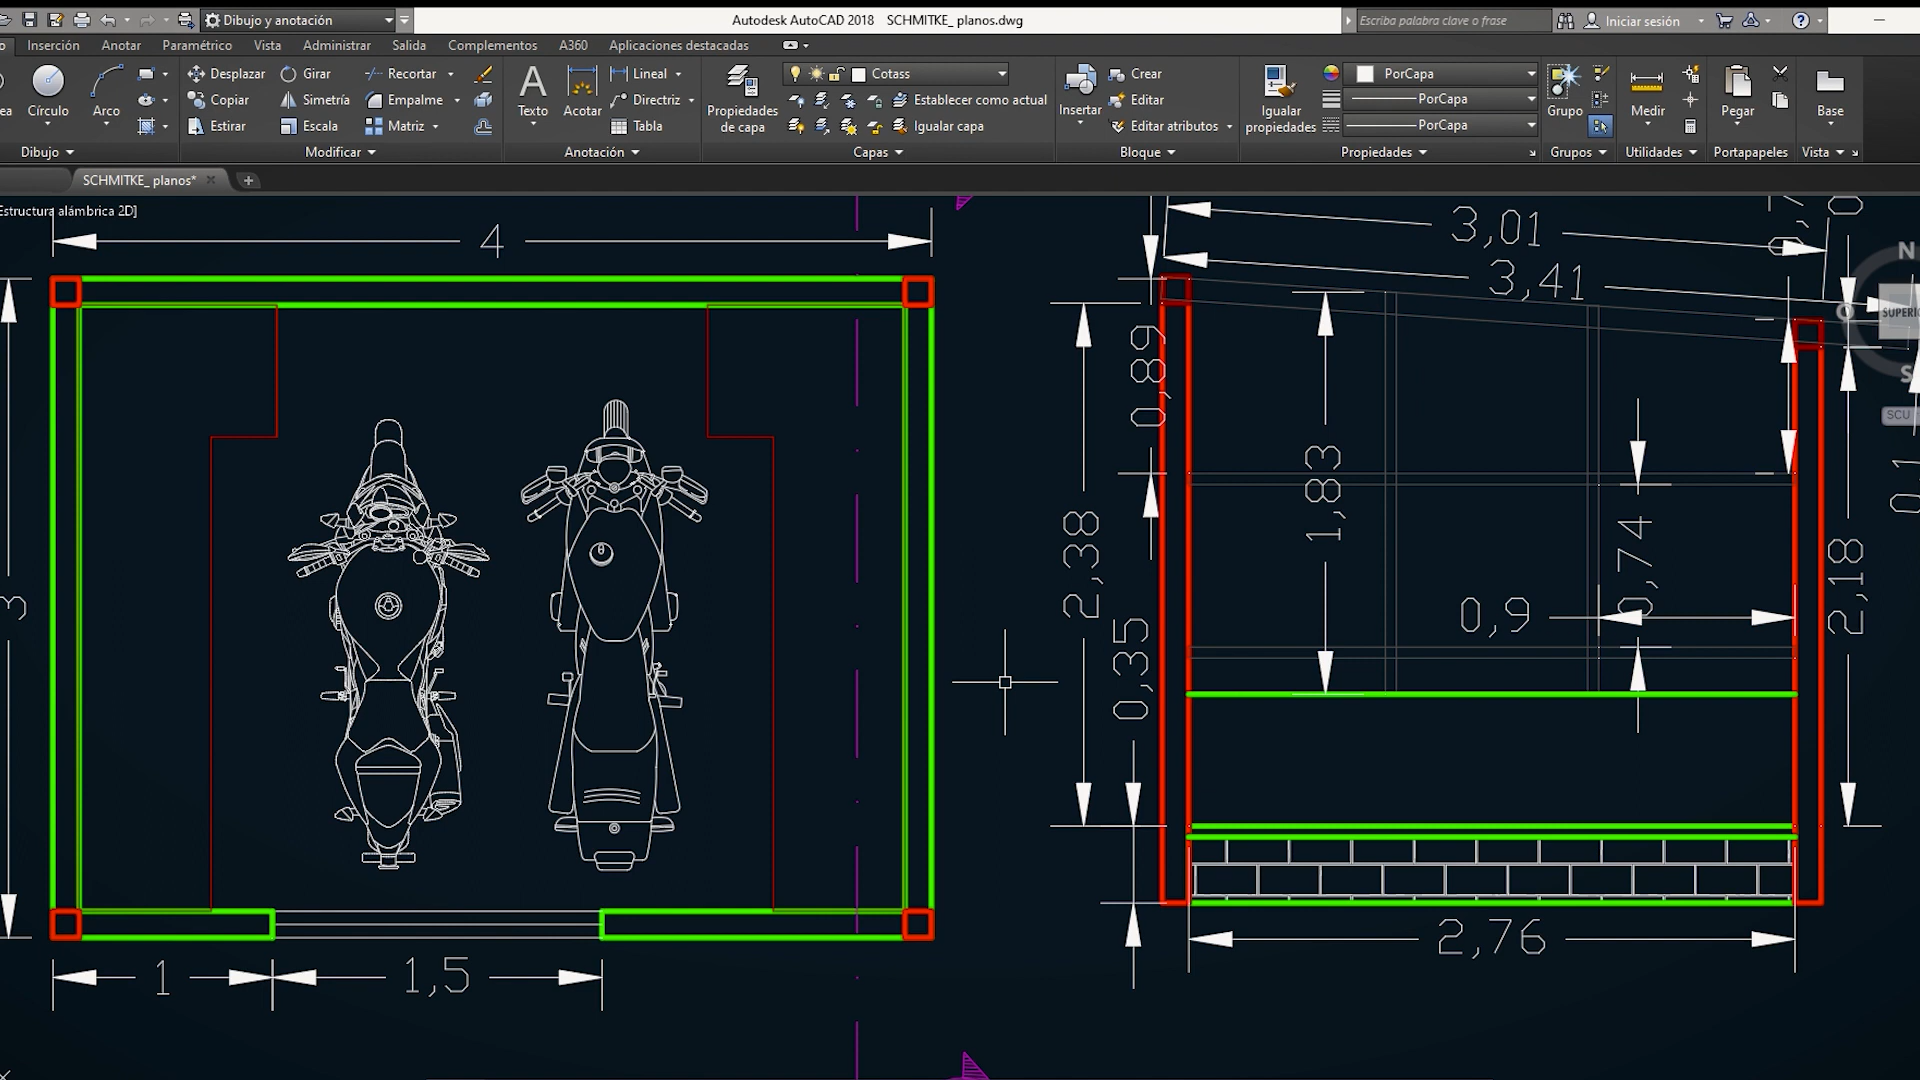 Dibujo y anotación
Autodesk AutoCAD 2018 SCHMITKE_ planos.dwg
Escriba palabra clave o frase
Iniciar sesión
Inserción Anotar Paramétrico Vista Administrar Salida Complementos A360 Aplicaciones destacadas
Desplazar Girar Recortar Lineal Cotass Crear PorCapa
Copiar Simetría Empalme Directriz Establecer como actual Editar PorCapa
Círculo Arco Texto Acotar Propiedades de capa Insertar Igualar propiedades Grupo Medir Pegar Base
Estirar Escala Matriz Tabla Igualar capa Editar atributos PorCapa
Dibujo Modificar Anotación Capas Bloque Propiedades Grupos Utilidades Portapapeles Vista
SCHMITKE_ planos*
Estructura alámbrica 2D]
4
3,01
3,41
N
O
SUPERIO
S
SCU
0,89
1,83
2,38
0,74
0,9
2,18
3
0,35
2,76
1
1,5